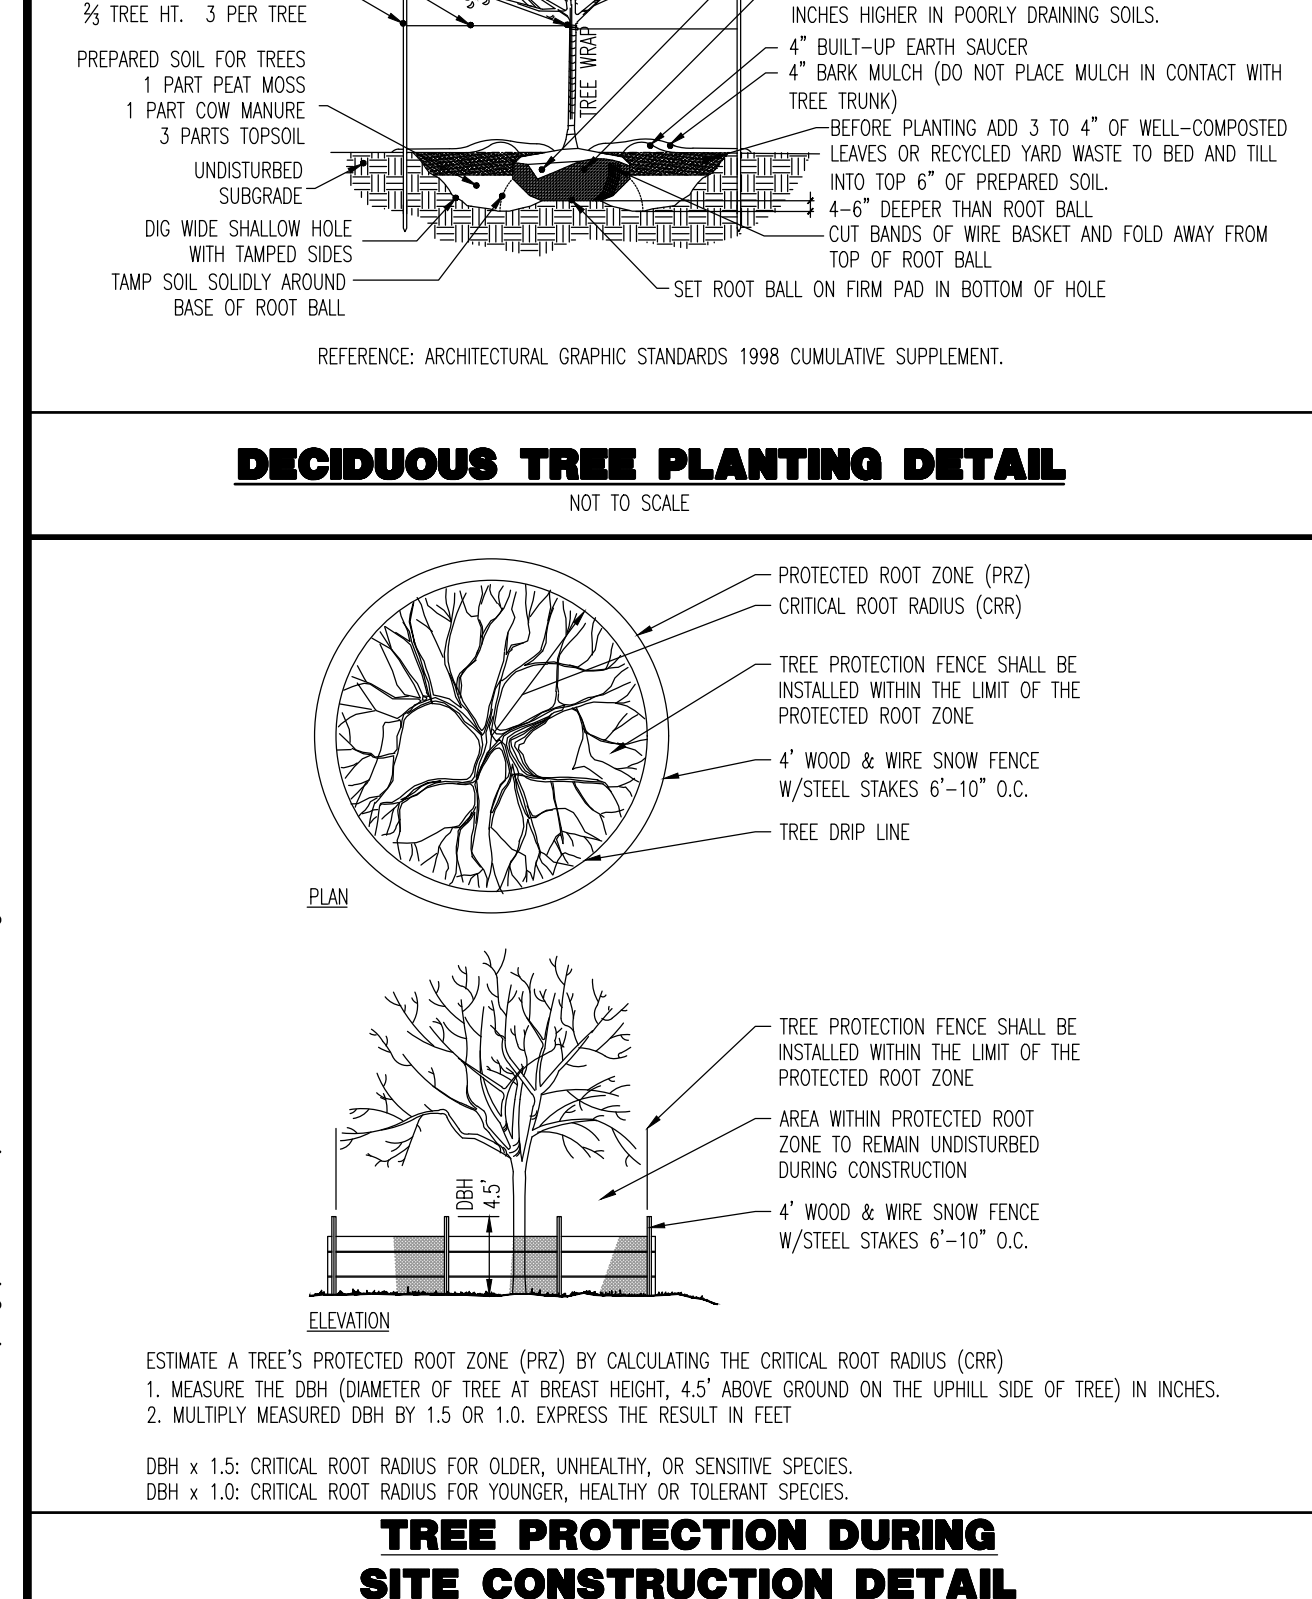 ⅔ TREE HT. 3 PER TREE
PREPARED SOIL FOR TREES
1 PART PEAT MOSS
1 PART COW MANURE
3 PARTS TOPSOIL
UNDISTURBED
SUBGRADE
DIG WIDE SHALLOW HOLE
WITH TAMPED SIDES
TAMP SOIL SOLIDLY AROUND
BASE OF ROOT BALL
TREE WRAP
INCHES HIGHER IN POORLY DRAINING SOILS.
4" BUILT-UP EARTH SAUCER
4" BARK MULCH (DO NOT PLACE MULCH IN CONTACT WITH
TREE TRUNK)
BEFORE PLANTING ADD 3 TO 4" OF WELL-COMPOSTED
LEAVES OR RECYCLED YARD WASTE TO BED AND TILL
INTO TOP 6" OF PREPARED SOIL.
4-6" DEEPER THAN ROOT BALL
CUT BANDS OF WIRE BASKET AND FOLD AWAY FROM
TOP OF ROOT BALL
SET ROOT BALL ON FIRM PAD IN BOTTOM OF HOLE
REFERENCE: ARCHITECTURAL GRAPHIC STANDARDS 1998 CUMULATIVE SUPPLEMENT.
DECIDUOUS TREE PLANTING DETAIL
NOT TO SCALE
PROTECTED ROOT ZONE (PRZ)
CRITICAL ROOT RADIUS (CRR)
TREE PROTECTION FENCE SHALL BE
INSTALLED WITHIN THE LIMIT OF THE
PROTECTED ROOT ZONE
4' WOOD & WIRE SNOW FENCE
W/STEEL STAKES 6'-10" O.C.
TREE DRIP LINE
PLAN
TREE PROTECTION FENCE SHALL BE
INSTALLED WITHIN THE LIMIT OF THE
PROTECTED ROOT ZONE
AREA WITHIN PROTECTED ROOT
ZONE TO REMAIN UNDISTURBED
DURING CONSTRUCTION
4' WOOD & WIRE SNOW FENCE
W/STEEL STAKES 6'-10" O.C.
DBH
4.5'
ELEVATION
ESTIMATE A TREE'S PROTECTED ROOT ZONE (PRZ) BY CALCULATING THE CRITICAL ROOT RADIUS (CRR)
1. MEASURE THE DBH (DIAMETER OF TREE AT BREAST HEIGHT, 4.5' ABOVE GROUND ON THE UPHILL SIDE OF TREE) IN INCHES.
2. MULTIPLY MEASURED DBH BY 1.5 OR 1.0. EXPRESS THE RESULT IN FEET
DBH x 1.5: CRITICAL ROOT RADIUS FOR OLDER, UNHEALTHY, OR SENSITIVE SPECIES.
DBH x 1.0: CRITICAL ROOT RADIUS FOR YOUNGER, HEALTHY OR TOLERANT SPECIES.
TREE PROTECTION DURING
SITE CONSTRUCTION DETAIL